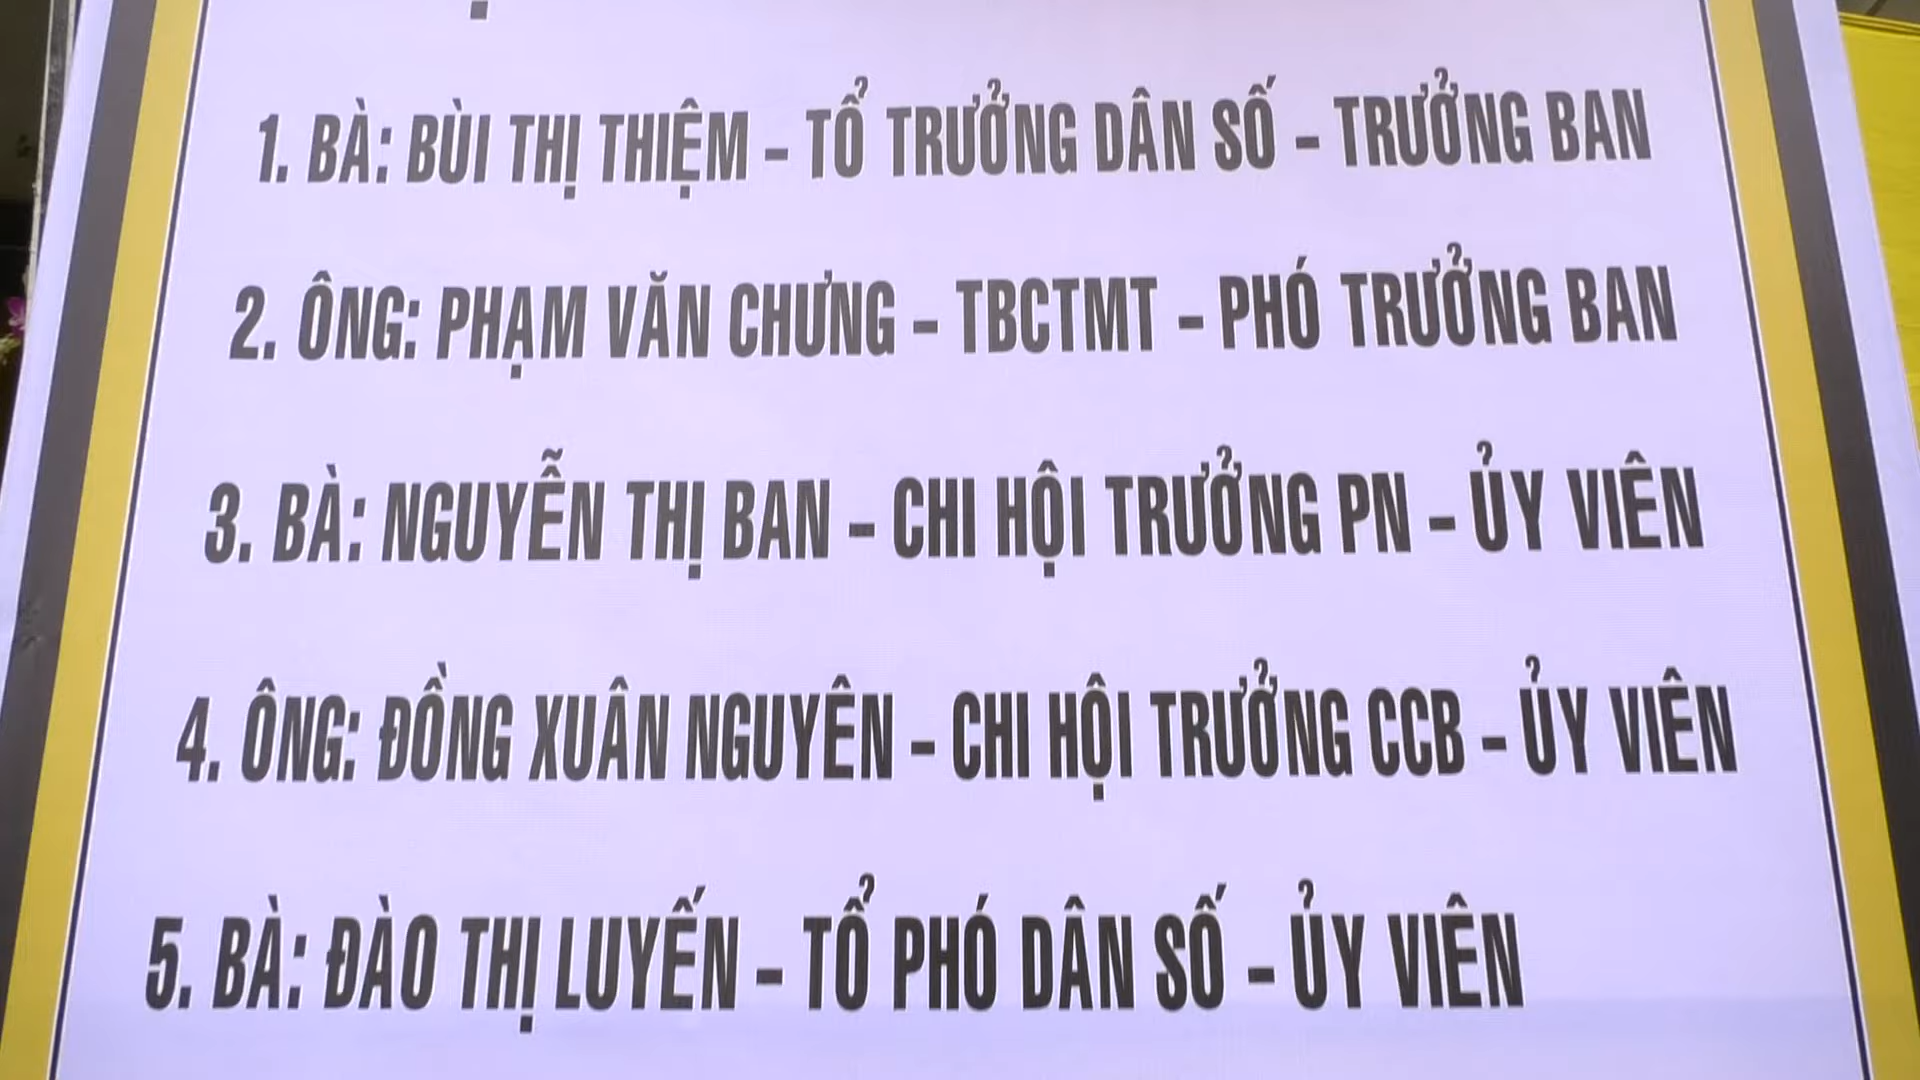 1. BÀ: BÙI THỊ THIỆM – TỔ TRƯỞNG DÂN SỐ – TRƯỞNG BAN
2. ÔNG: PHẠM VĂN CHƯNG – TBCTMT – PHÓ TRƯỞNG BAN
3. BÀ: NGUYỄN THỊ BAN – CHI HỘI TRƯỞNG PN – ỦY VIÊN
4. ÔNG: ĐỒNG XUÂN NGUYÊN – CHI HỘI TRƯỞNG CCB – ỦY VIÊN
5. BÀ: ĐÀO THỊ LUYẾN – TỔ PHÓ DÂN SỐ – ỦY VIÊN